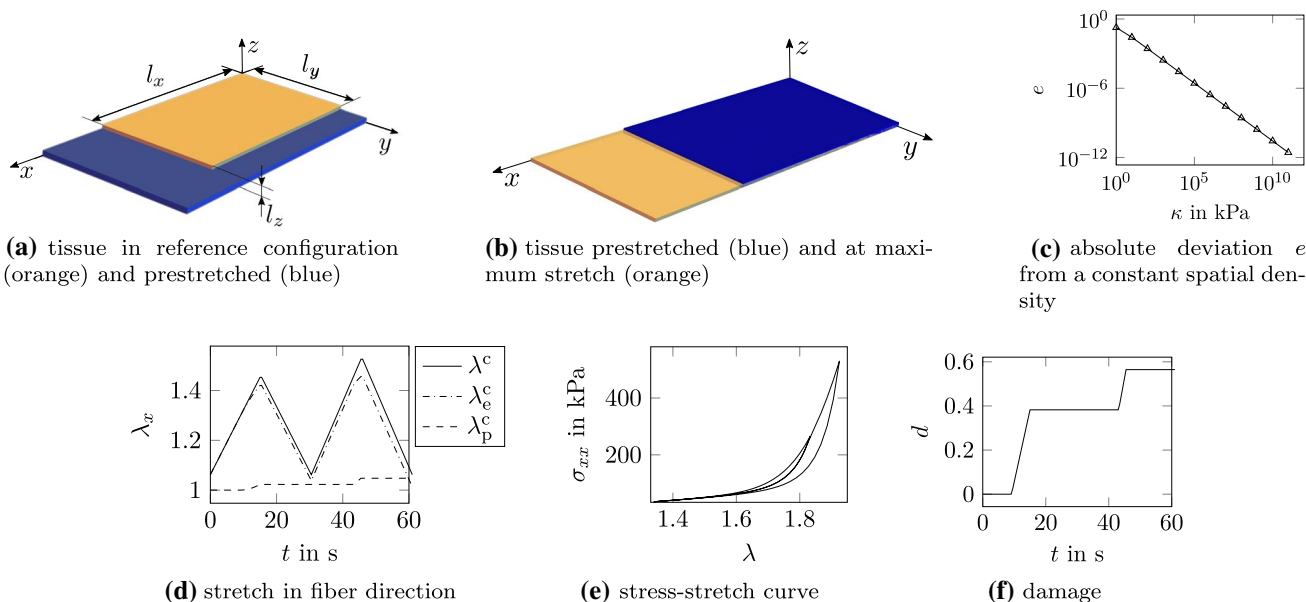 z
l_x
l_y
x
y
l_z
(a) tissue in reference configuration
(orange) and prestretched (blue)
z
x
y
(b) tissue prestretched (blue) and at maxi-
mum stretch (orange)
10^0
10^−6
10^−12
e
10^0 10^5 10^10
κ in kPa
(c) absolute deviation e
from a constant spatial den-
sity
1.4
1.2
1
λ_x
0 20 40 60
t in s
λ^c
λ_e^c
λ_p^c
(d) stretch in fiber direction
400
200
σ_xx in kPa
1.4 1.6 1.8
λ
(e) stress-stretch curve
0.6
0.4
0.2
0
d
0 20 40 60
t in s
(f) damage